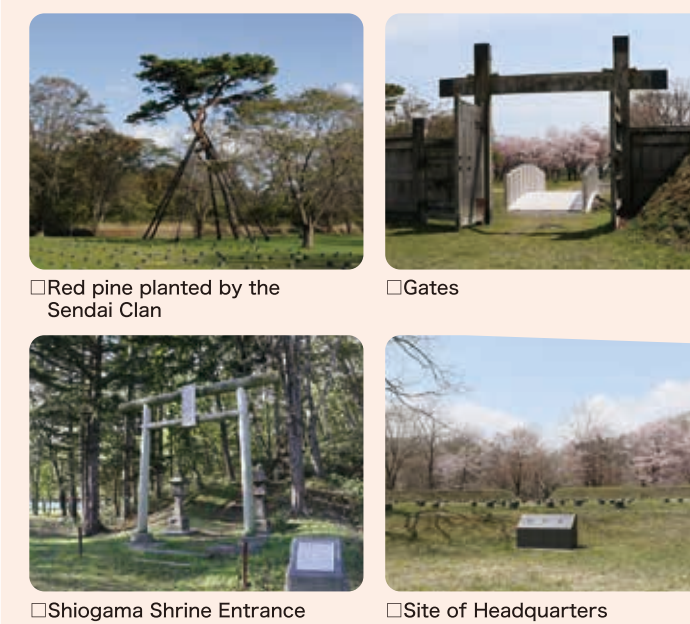 □Red pine planted by the
Sendai Clan
□Gates
□Shiogama Shrine Entrance
□Site of Headquarters